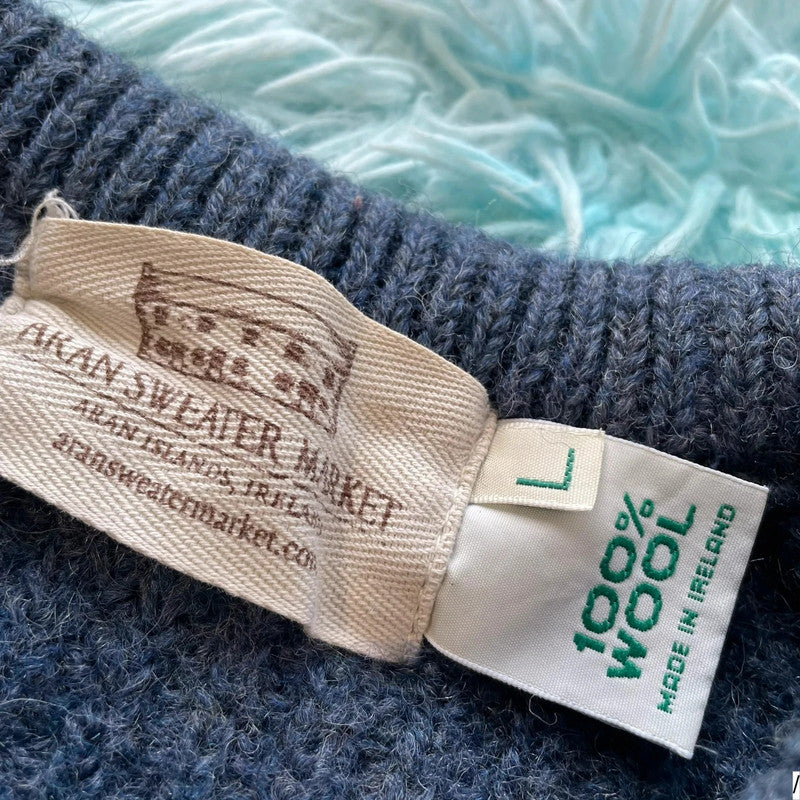 ARAN SWEATER MARKET
ARAN ISLANDS, IRELAND
aransweatermarket.com
L
100%
WOOL
MADE IN IRELAND